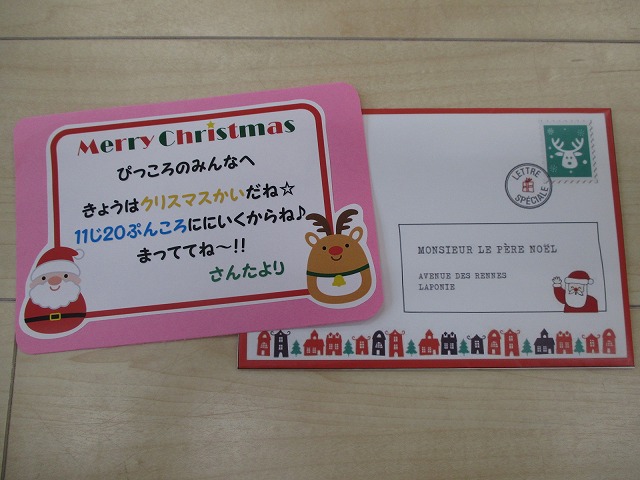 Merry Christmas
ぴっころのみんなへ
きょうはクリスマスかいだね☆
11じ20ぷんころににいくからね♪
まっててね～!!
さんたより
LETTRE
SPÉCIALE
MONSIEUR LE PÈRE NOËL
AVENUE DES RENNES
LAPONIE